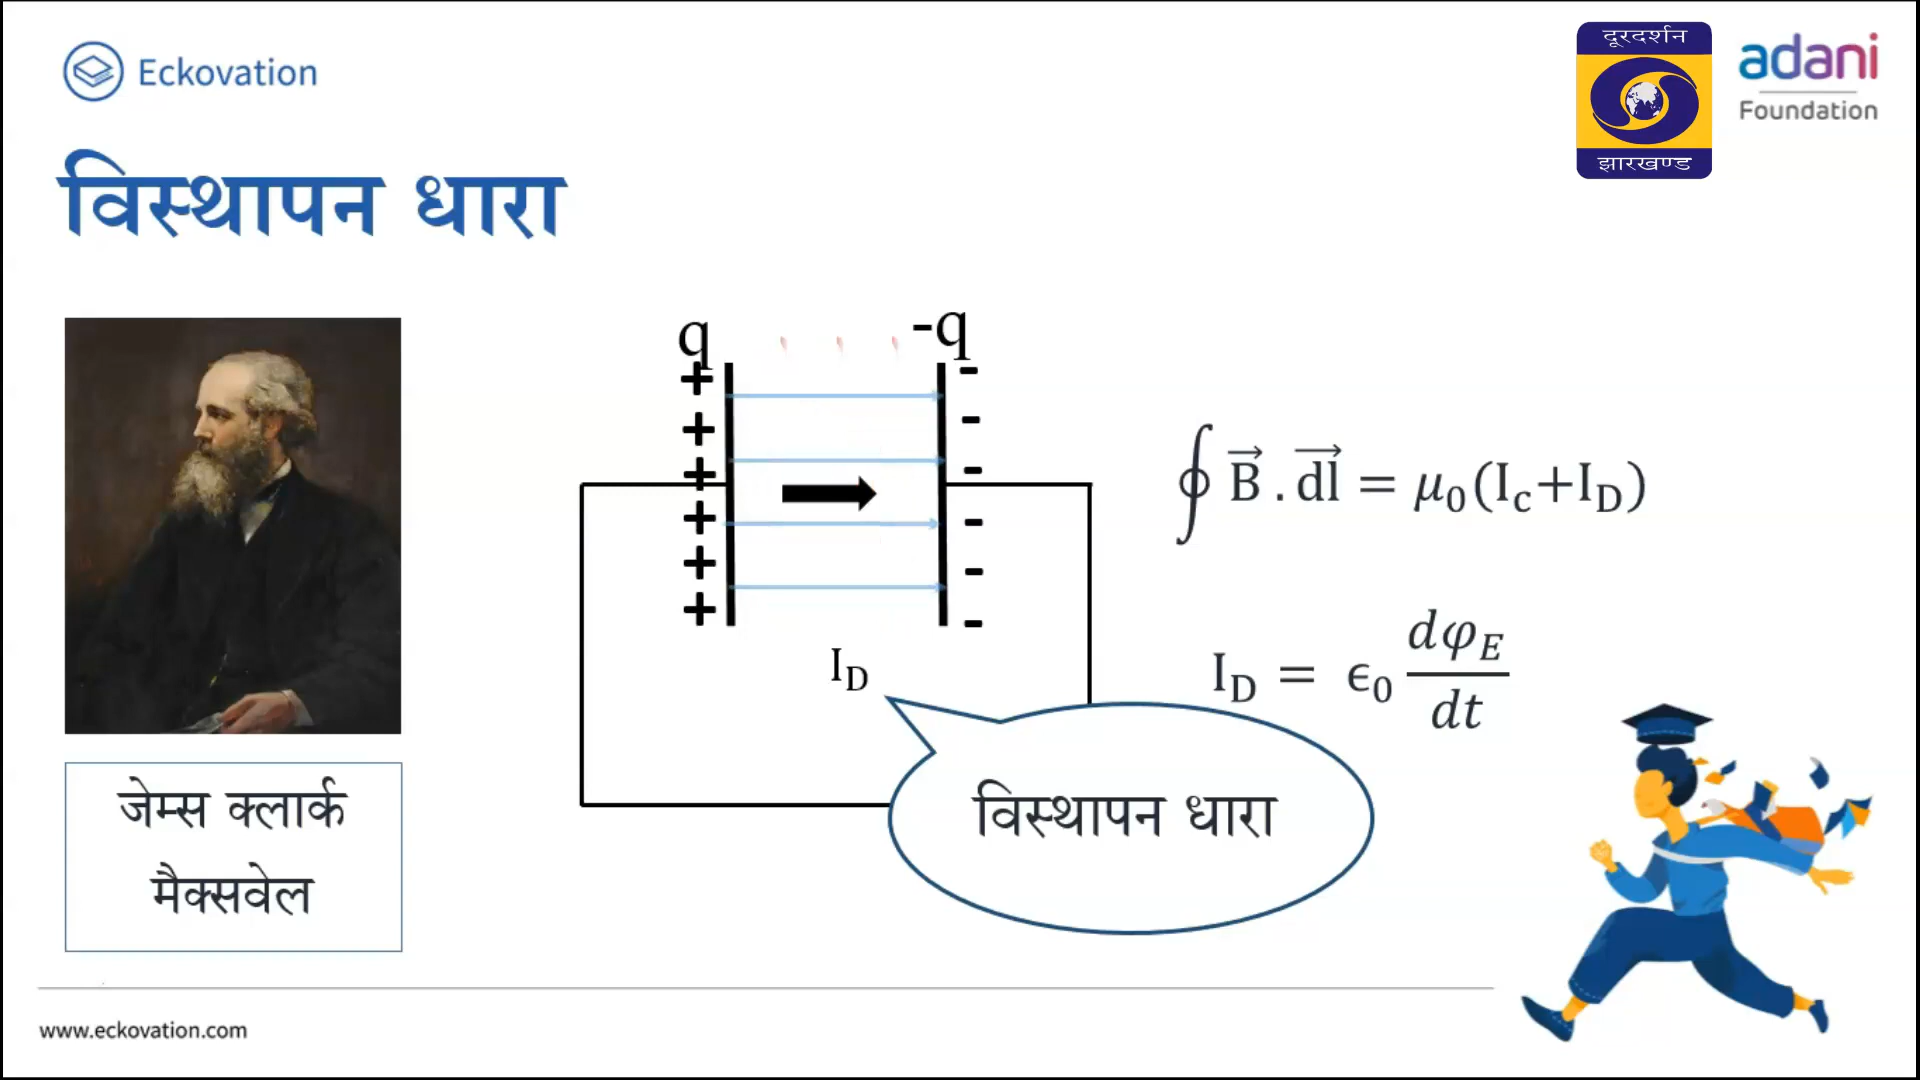 Eckovation
दूरदर्शन
झारखण्ड
adani
Foundation
विस्थापन धारा
q
-q
+ -
+ -
+ -
+ -
+ -
+ -
I_D
∮ B⃗ . dl⃗ = μ₀(I_c+I_D)
I_D = ϵ₀ dφ_E/dt
विस्थापन धारा
जेम्स क्लार्क
मैक्सवेल
www.eckovation.com